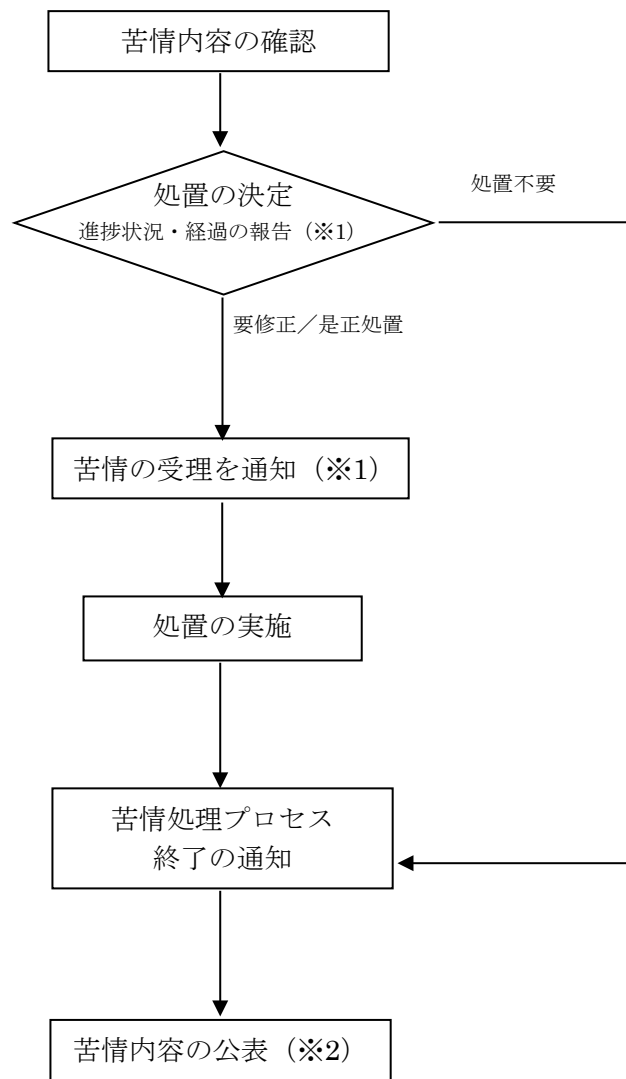 苦情内容の確認
処置の決定
進捗状況・経過の報告（※1）
処置不要
要修正／是正処置
苦情の受理を通知（※1）
処置の実施
苦情処理プロセス
終了の通知
苦情内容の公表（※2）